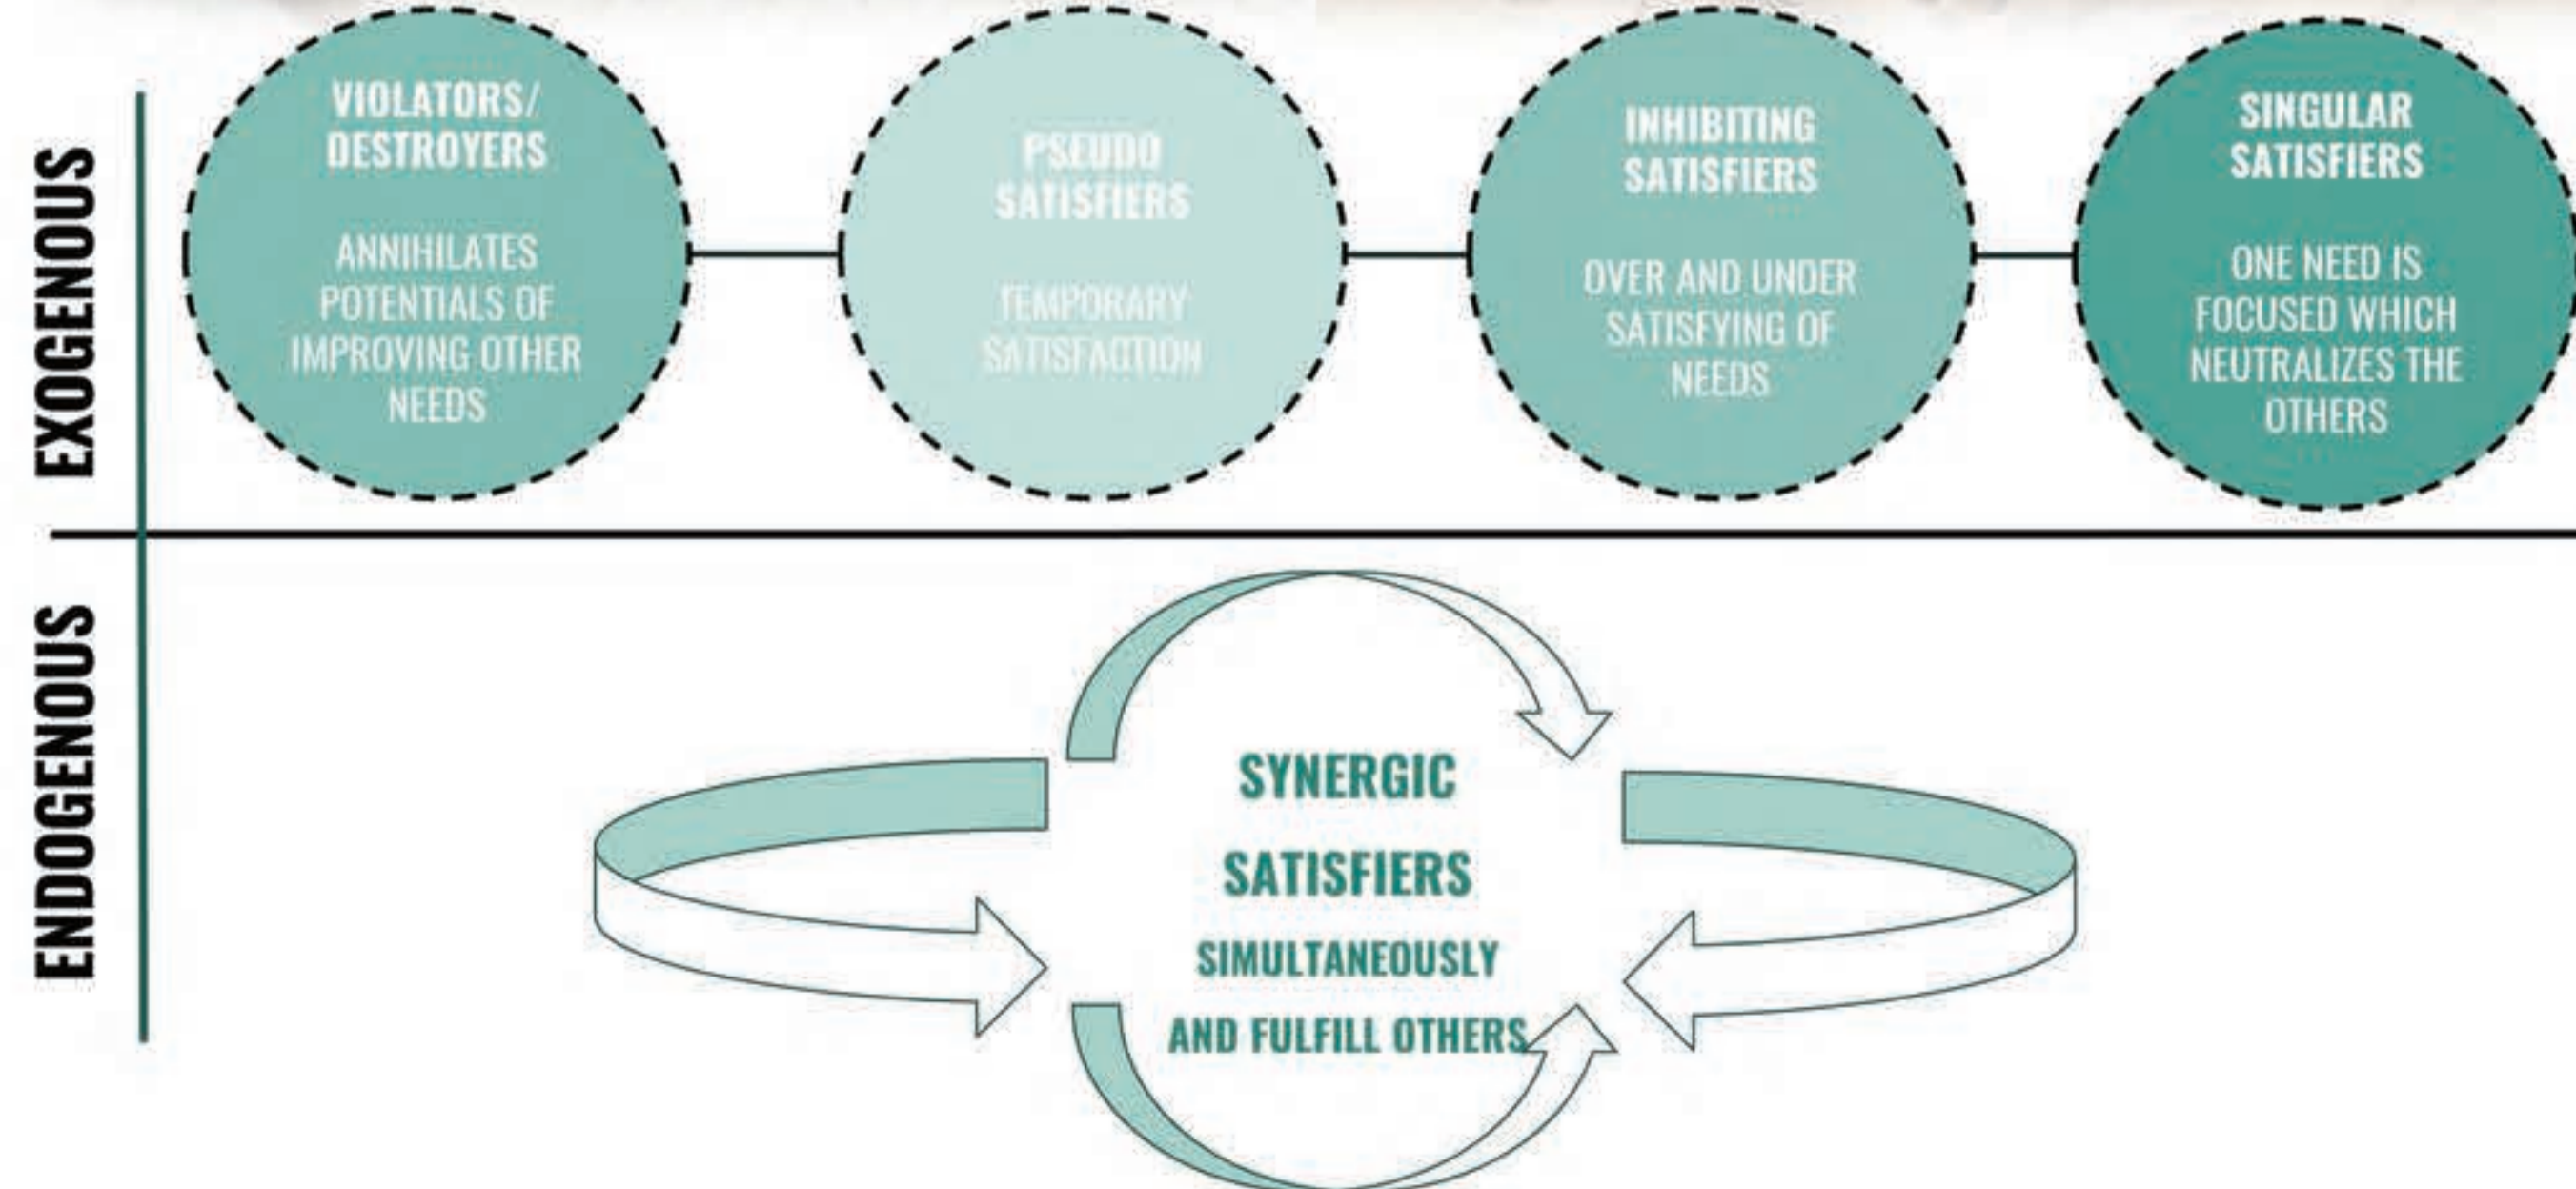 EXOGENOUS
VIOLATORS/
DESTROYERS
ANNIHILATES
POTENTIALS OF
IMPROVING OTHER
NEEDS
PSEUDO
SATISFIERS
TEMPORARY
SATISFACTION
INHIBITING
SATISFIERS
OVER AND UNDER
SATISFYING OF
NEEDS
SINGULAR
SATISFIERS
ONE NEED IS
FOCUSED WHICH
NEUTRALIZES THE
OTHERS
ENDOGENOUS
SYNERGIC
SATISFIERS
SIMULTANEOUSLY
AND FULFILL OTHERS